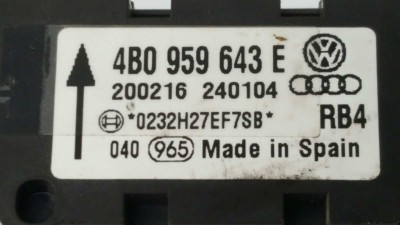 4B0 959 643 E
200216 240104
*0232H27EF7SB* RB4
040 965 Made in Spain